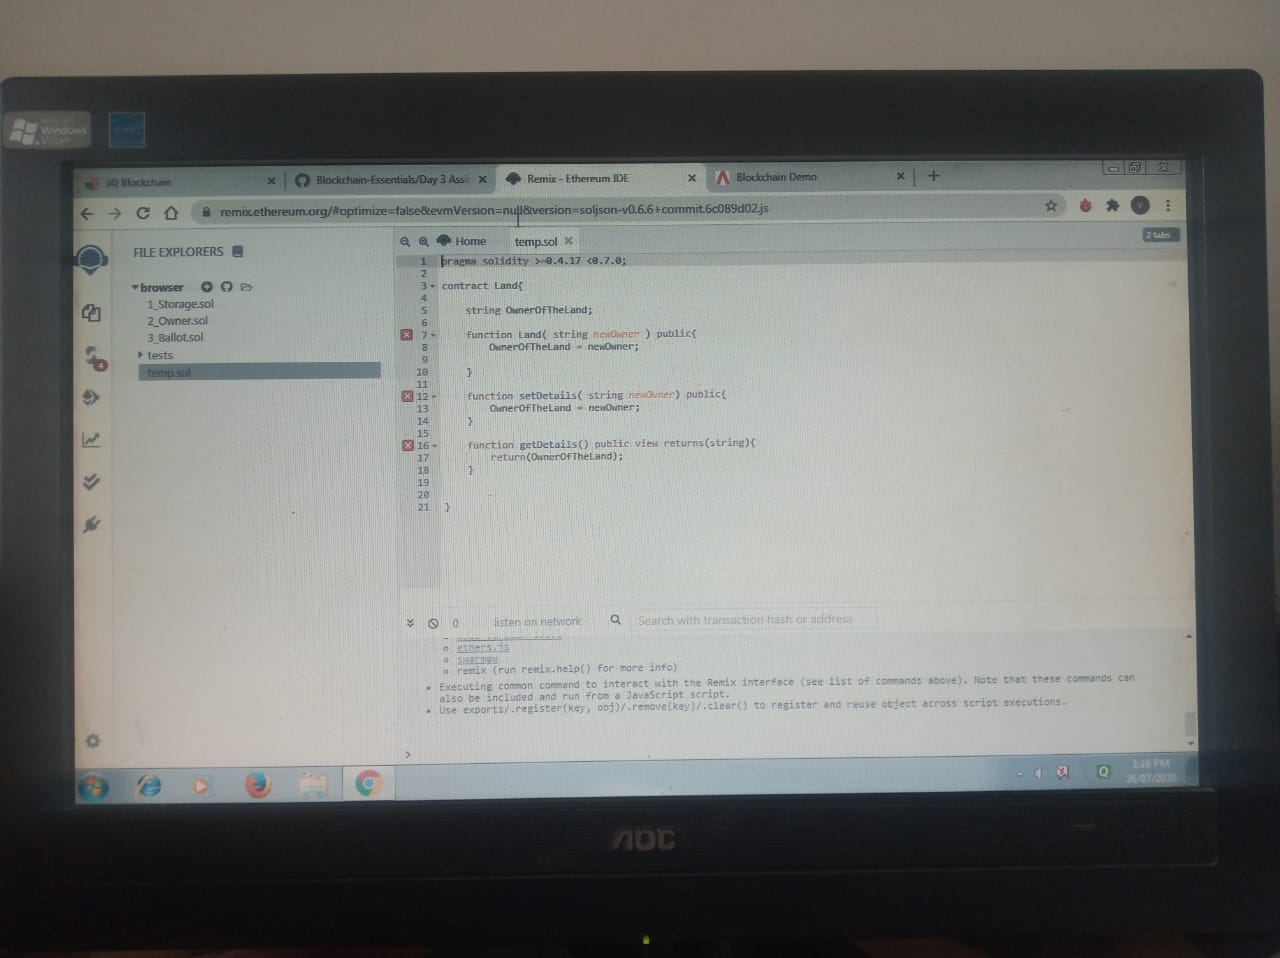 Windows
(4) Blockchain
Blockchain-Essentials/Day 3 Assi
Remix - Ethereum IDE
Blockchain Demo
remix.ethereum.org/#optimize=false&evmVersion=null&version=soljson-v0.6.6+commit.6c089d02.js
FILE EXPLORERS
Home
temp.sol
2 tabs
browser
1_Storage.sol
2_Owner.sol
3_Ballot.sol
tests
temp.sol
4
1 pragma solidity >=0.4.17 <0.7.0;
2
3 contract Land{
4
5 string OwnerOfTheLand;
6
7 function Land( string newOwner ) public{
8 OwnerOfTheLand = newOwner;
9
10 }
11
12 function setDetails( string newOwner) public{
13 OwnerOfTheLand = newOwner;
14 }
15
16 function getDetails() public view returns(string){
17 return(OwnerOfTheLand);
18 }
19
20
21 }
0 listen on network
Search with transaction hash or address
ethers.js
swarmgw
remix (run remix.help() for more info)
Executing common command to interact with the Remix interface (see list of commands above). Note that these commands can
also be included and run from a JavaScript script.
Use exports/.register(key, obj)/.remove(key)/.clear() to register and reuse object across script executions.
>
1:16 PM
26/07/2020
AOC